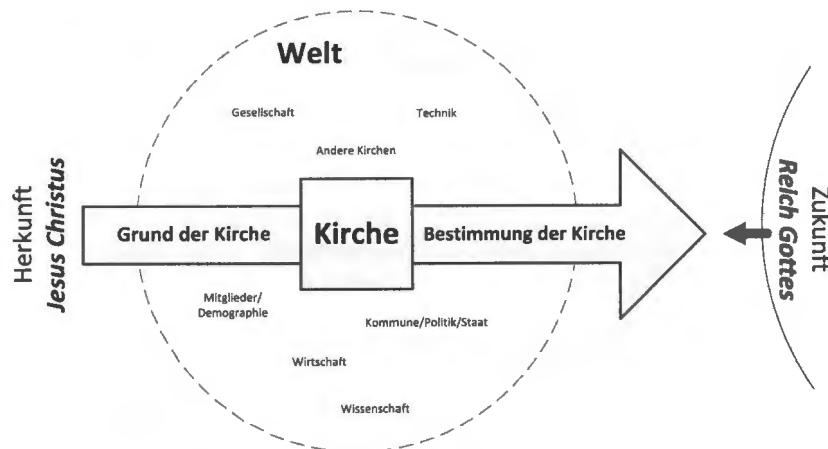 Welt
Gesellschaft
Technik
Andere Kirchen
Herkunft
Jesus Christus
Grund der Kirche
Kirche
Bestimmung der Kirche
Reich Gottes
Zukunft
Mitglieder/
Demographie
Kommune/Politik/Staat
Wirtschaft
Wissenschaft